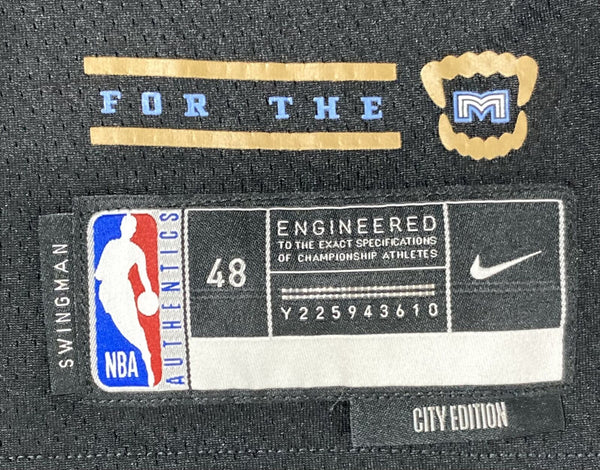 FOR THE M
SWINGMAN
NBA
AUTHENTICS
48
ENGINEERED
TO THE EXACT SPECIFICATIONS
OF CHAMPIONSHIP ATHLETES
Y225943610
CITY EDITION